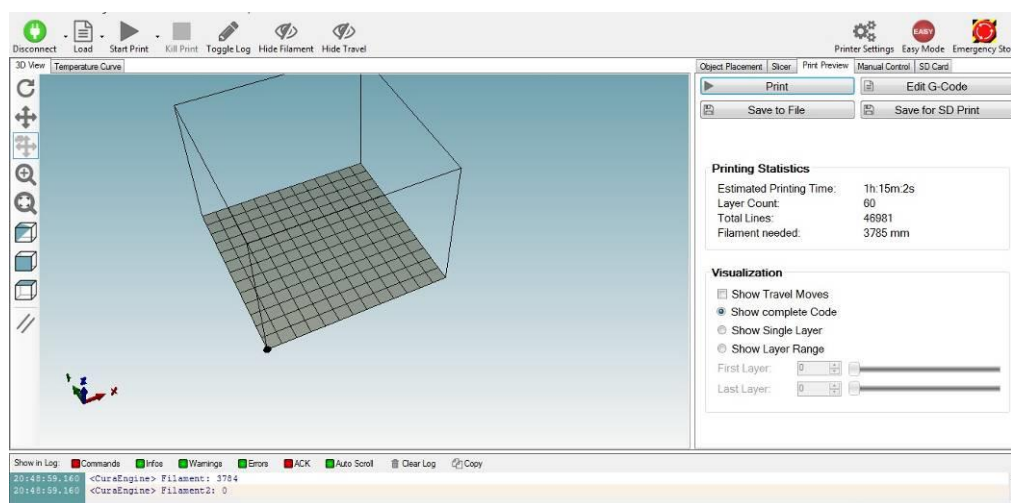 Disconnect Load Start Print Kill Print Toggle Log Hide Filament Hide Travel Printer Settings Easy Mode Emergency Sto
EASY
3D View Temperature Curve
Object Placement Slicer Print Preview Manual Control SD Card
Print Edit G-Code
Save to File Save for SD Print
Printing Statistics
Estimated Printing Time: 1h:15m:2s
Layer Count: 60
Total Lines: 46981
Filament needed: 3785 mm
Visualization
Show Travel Moves
Show complete Code
Show Single Layer
Show Layer Range
First Layer: 0
Last Layer: 0
Y Z X
Show in Log: Commands Infos Warnings Errors ACK Auto Scroll Clear Log Copy
20:48:59.160 <CuraEngine> Filament: 3784
20:48:59.160 <CuraEngine> Filament2: 0